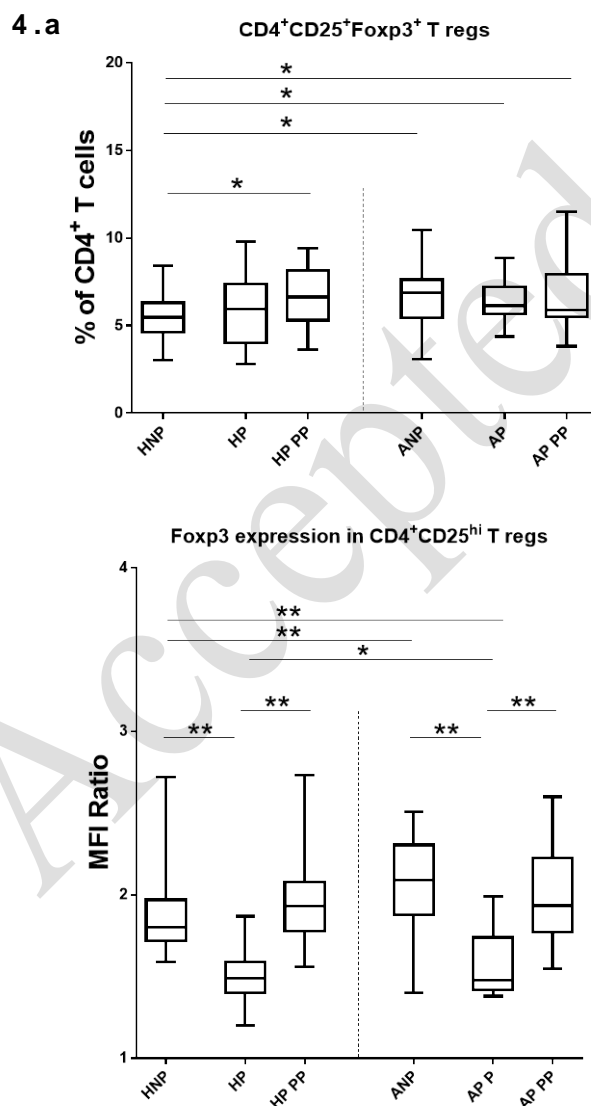 4.a
CD4⁺CD25⁺Foxp3⁺ T regs
20
15
10
5
0
% of CD4⁺ T cells
*
*
*
*
HNP
HP
HP PP
ANP
AP
AP PP
Foxp3 expression in CD4⁺CD25ʰⁱ T regs
4
3
2
1
MFI Ratio
**
**
*
**
**
**
**
HNP
HP
HP PP
ANP
AP P
AP PP
Accepted